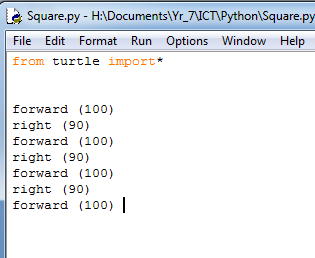 Square.py - H:\Documents\Yr_7\ICT\Python\Square.py
File Edit Format Run Options Window Help
from turtle import*
forward (100)
right (90)
forward (100)
right (90)
forward (100)
right (90)
forward (100)